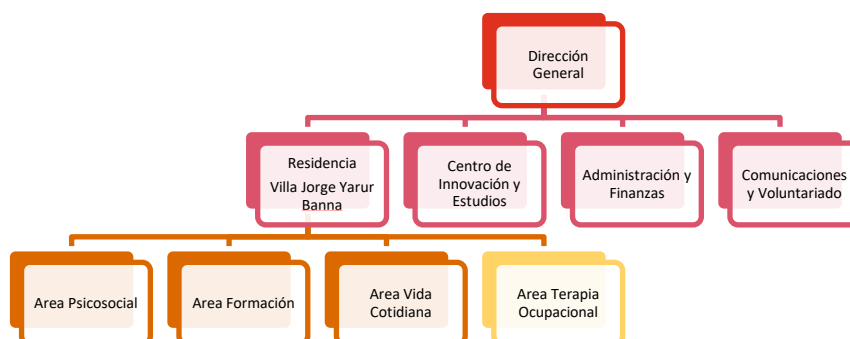 Dirección
General
Residencia
Villa Jorge Yarur
Banna
Centro de
Innovación y
Estudios
Administración y
Finanzas
Comunicaciones
y Voluntariado
Area Psicosocial
Area Formación
Area Vida
Cotidiana
Area Terapia
Ocupacional